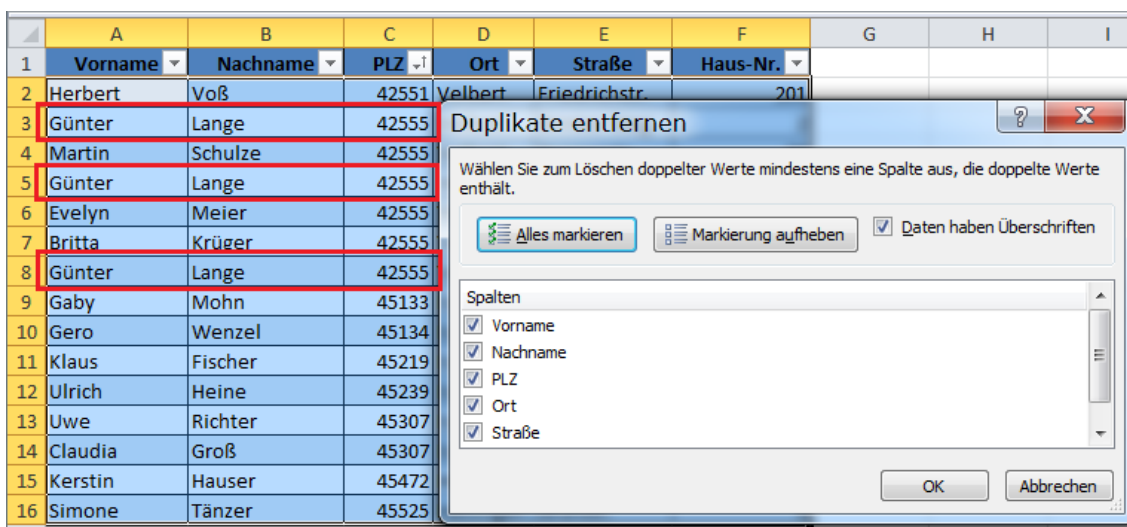 A B C D E F G H I
1 Vorname Nachname PLZ Ort Straße Haus-Nr.
2 Herbert Voß 42551 Velbert Friedrichstr. 201
3 Günter Lange 42555
4 Martin Schulze 42555
5 Günter Lange 42555
6 Evelyn Meier 42555
7 Britta Krüger 42555
8 Günter Lange 42555
9 Gaby Mohn 45133
10 Gero Wenzel 45134
11 Klaus Fischer 45219
12 Ulrich Heine 45239
13 Uwe Richter 45307
14 Claudia Groß 45307
15 Kerstin Hauser 45472
16 Simone Tänzer 45525
Duplikate entfernen
Wählen Sie zum Löschen doppelter Werte mindestens eine Spalte aus, die doppelte Werte
enthält.
Alles markieren Markierung aufheben Daten haben Überschriften
Spalten
Vorname
Nachname
PLZ
Ort
Straße
OK Abbrechen